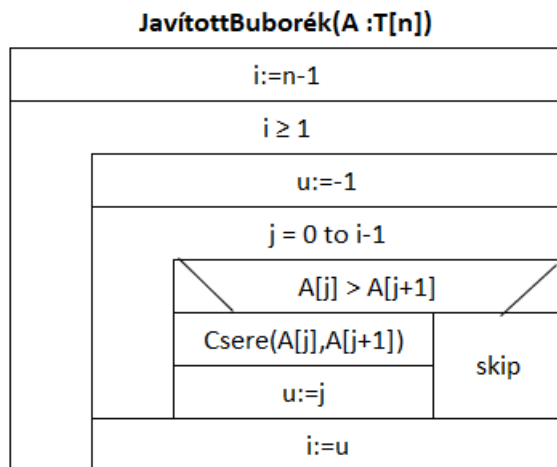 JavítottBuborék(A :T[n])
i:=n-1
i ≥ 1
u:=-1
j = 0 to i-1
A[j] > A[j+1]
Csere(A[j],A[j+1])
skip
u:=j
i:=u